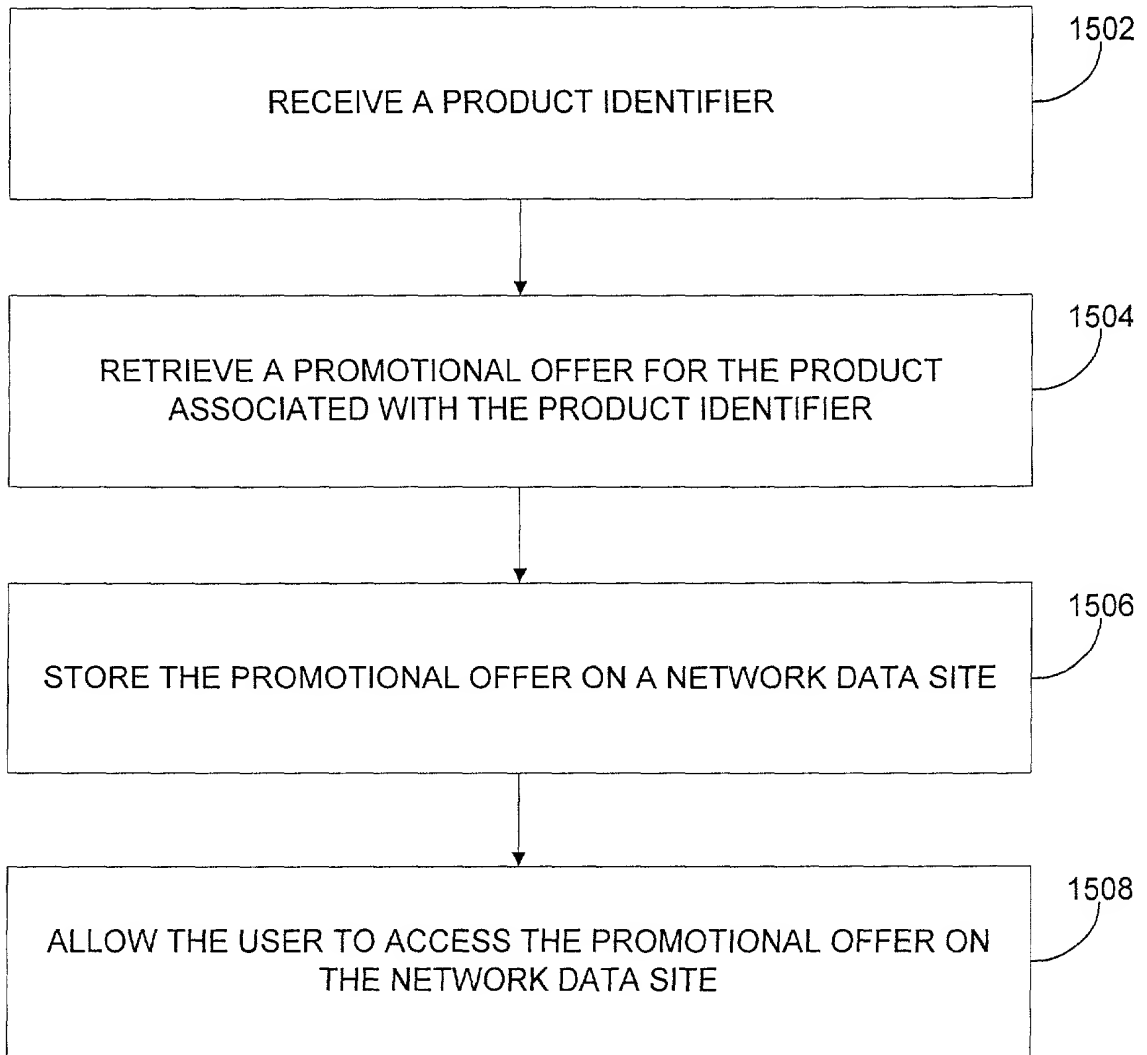 1502
RECEIVE A PRODUCT IDENTIFIER
1504
RETRIEVE A PROMOTIONAL OFFER FOR THE PRODUCT
ASSOCIATED WITH THE PRODUCT IDENTIFIER
1506
STORE THE PROMOTIONAL OFFER ON A NETWORK DATA SITE
1508
ALLOW THE USER TO ACCESS THE PROMOTIONAL OFFER ON
THE NETWORK DATA SITE